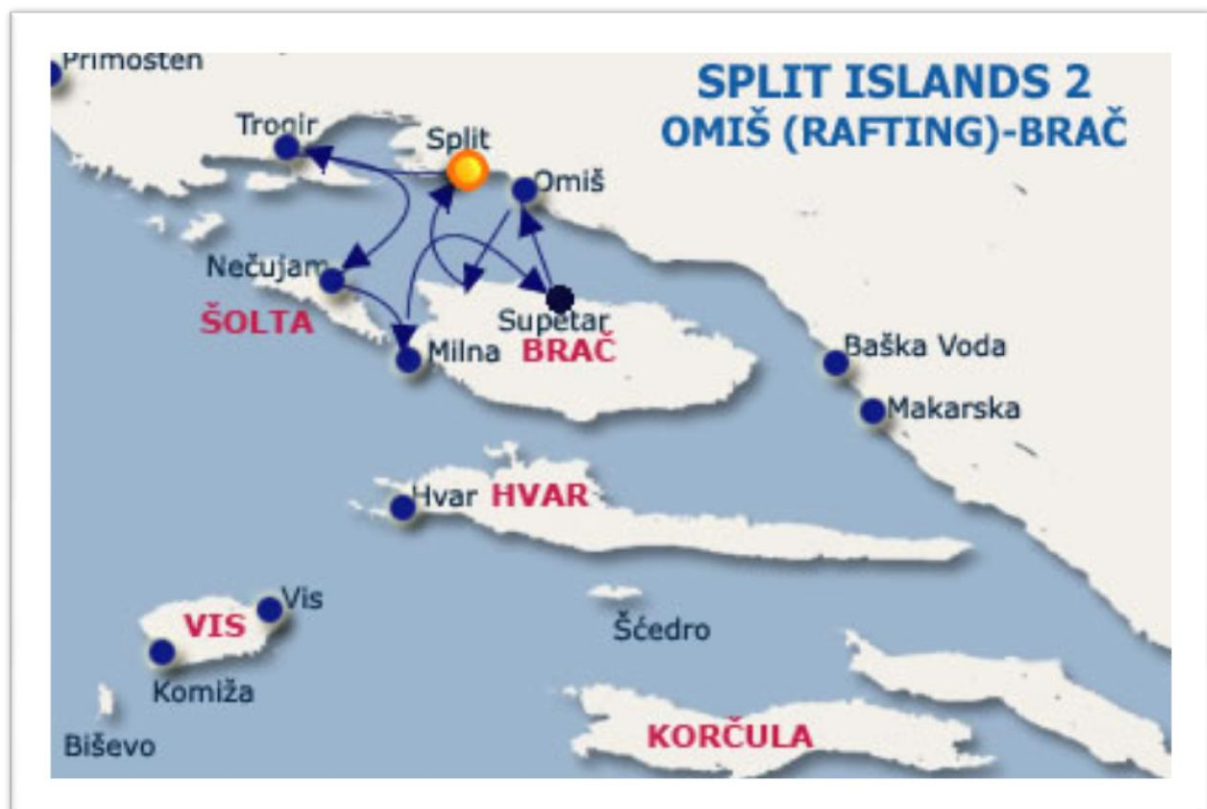 Primošten
SPLIT ISLANDS 2
OMIŠ (RAFTING)-BRAČ
Trogir
Split
Omiš
Nečujam
ŠOLTA
Supetar
Milna
BRAČ
Baška Voda
Makarska
Hvar
HVAR
Vis
VIS
Šćedro
Komiža
Biševo
KORČULA